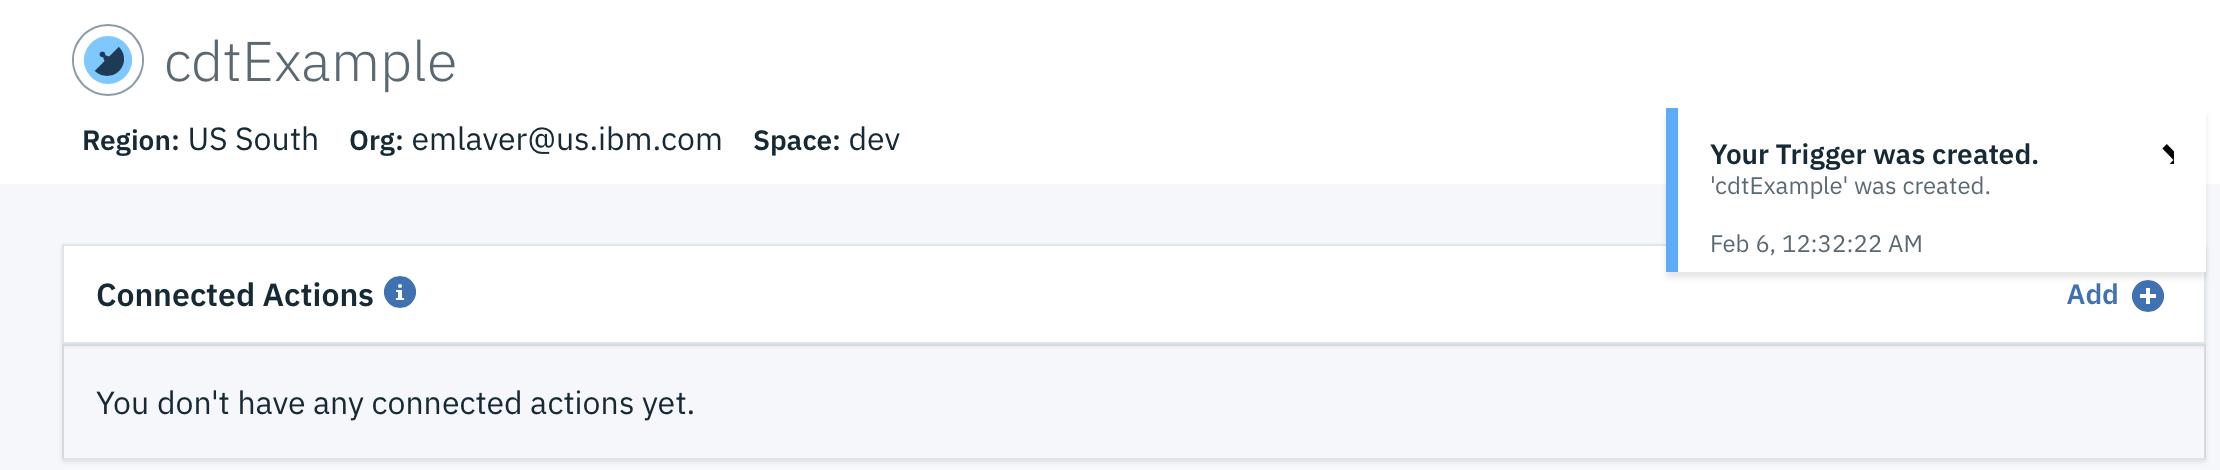 cdtExample
Region: US South Org: emlaver@us.ibm.com Space: dev
Your Trigger was created.
'cdtExample' was created.
Feb 6, 12:32:22 AM
Connected Actions
Add
You don't have any connected actions yet.